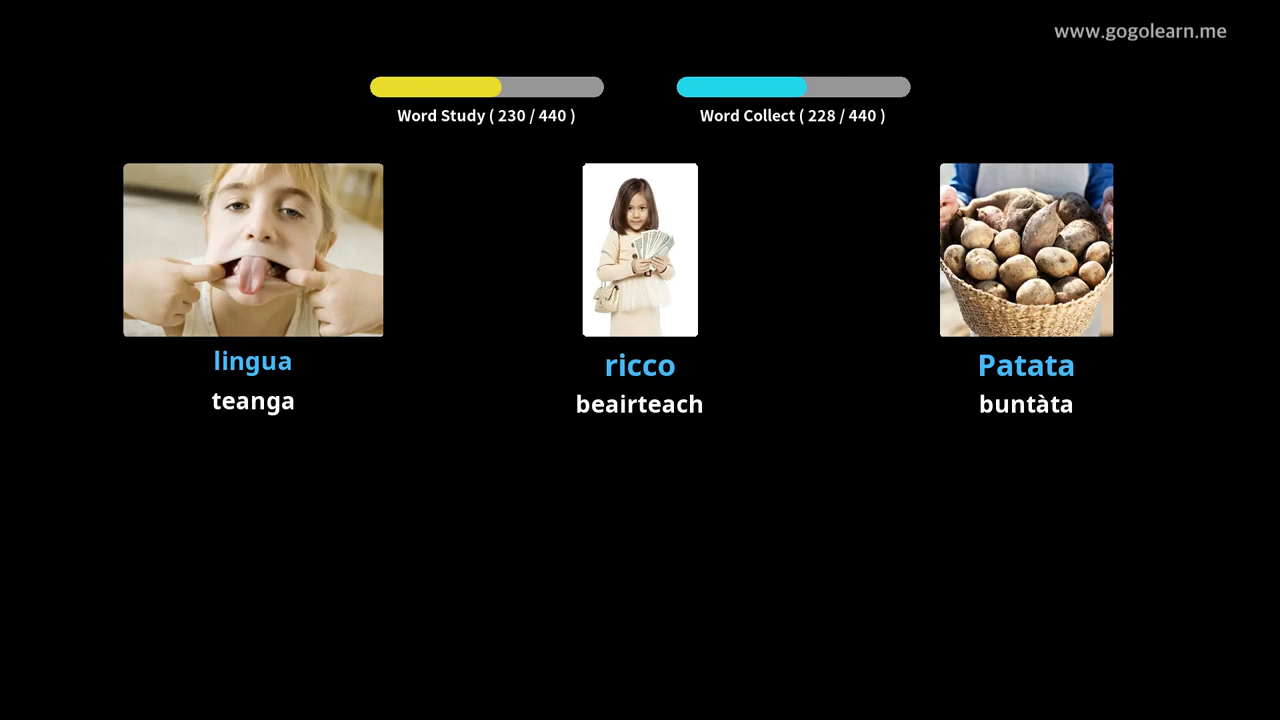 www.gogolearn.me
Word Study ( 230 / 440 )
Word Collect ( 228 / 440 )
lingua
teanga
ricco
beairteach
Patata
buntàta